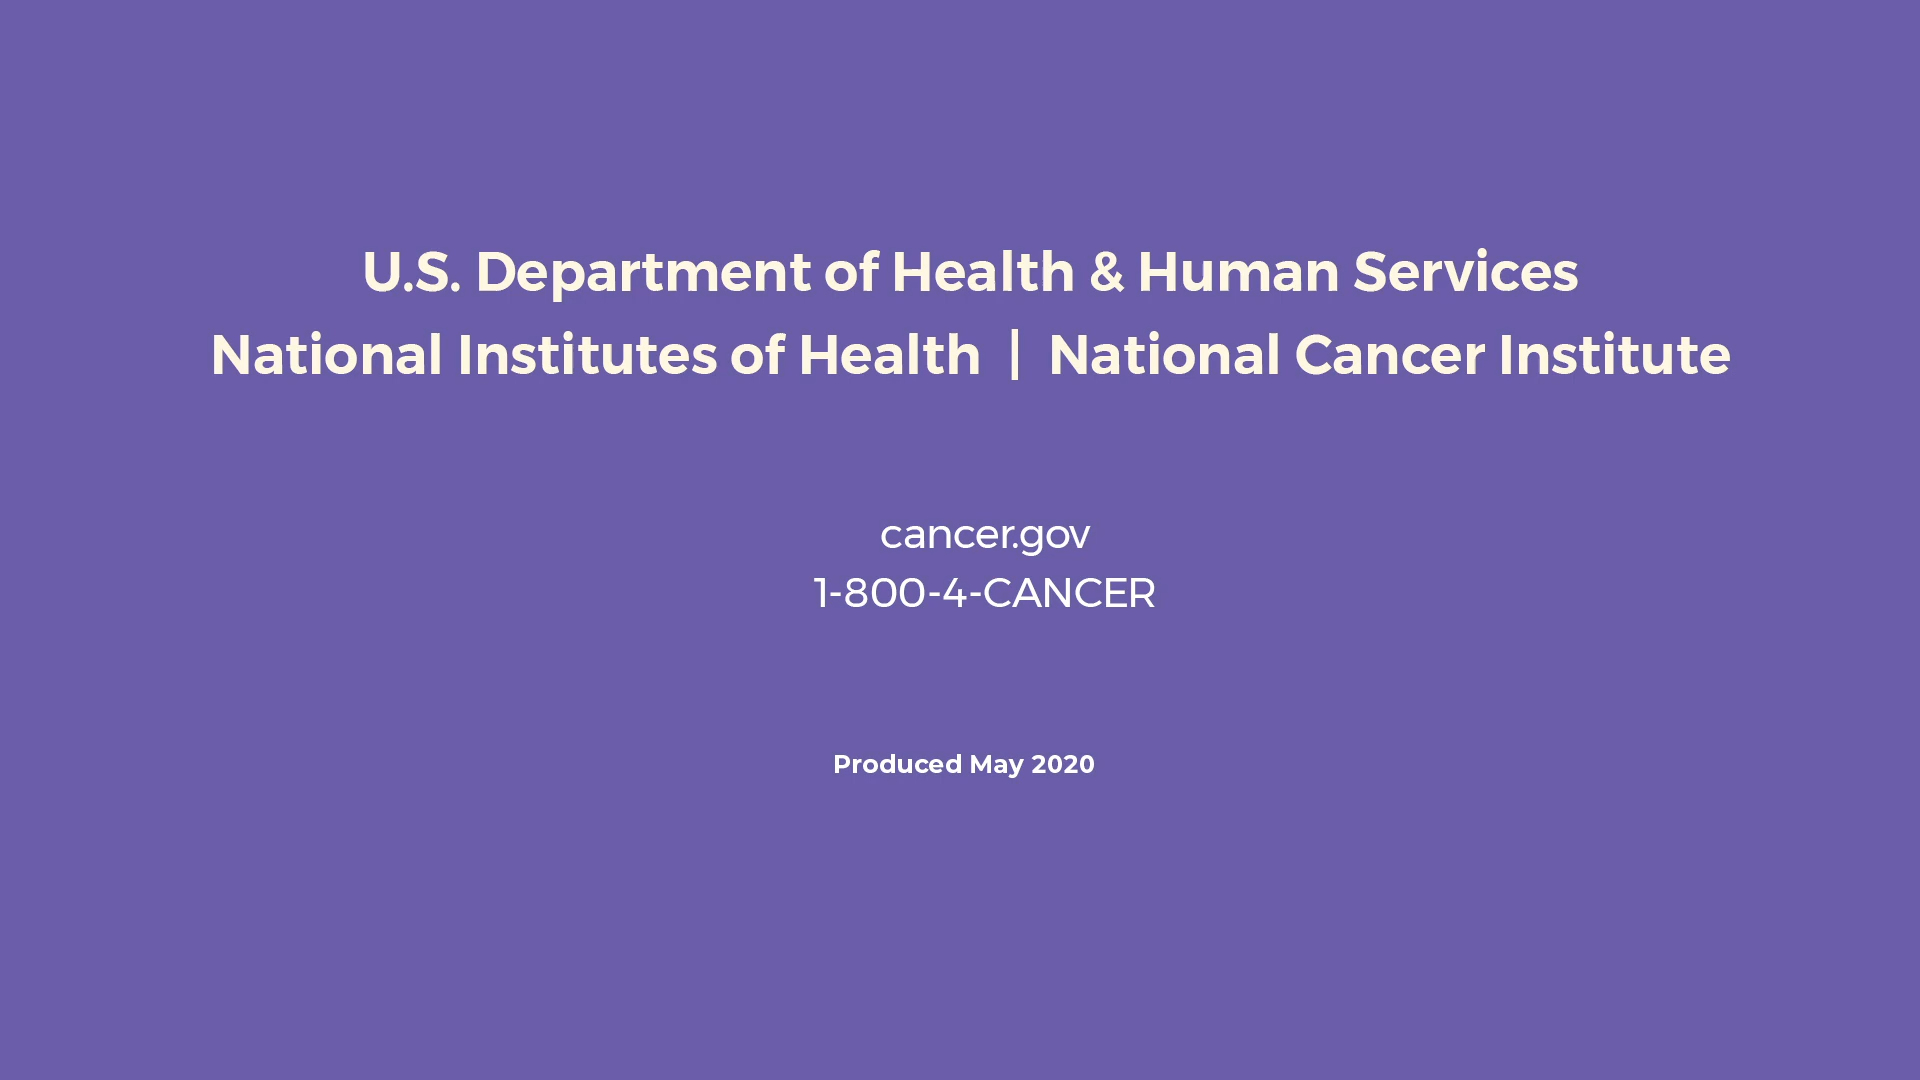 U.S. Department of Health & Human Services
National Institutes of Health | National Cancer Institute
cancer.gov
1-800-4-CANCER
Produced May 2020